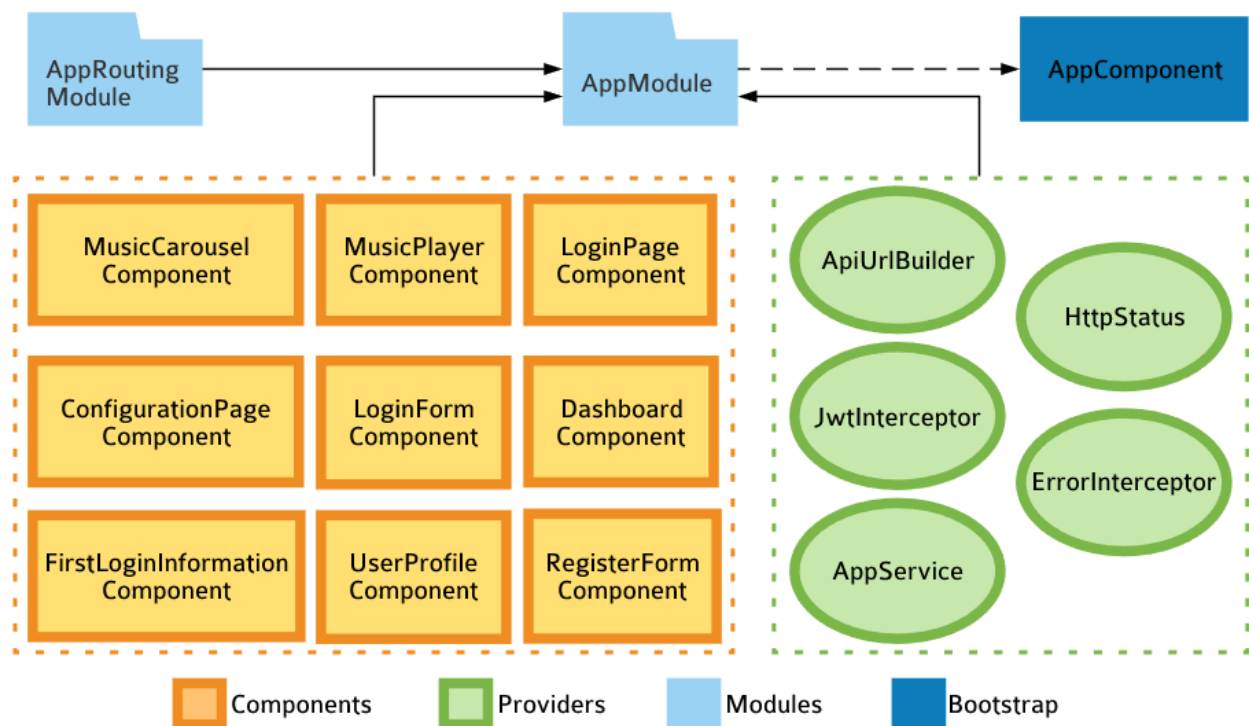 AppRouting
Module
AppModule
AppComponent
MusicCarousel
Component
MusicPlayer
Component
LoginPage
Component
ConfigurationPage
Component
LoginForm
Component
Dashboard
Component
FirstLoginInformation
Component
UserProfile
Component
RegisterForm
Component
ApiUrlBuilder
HttpStatus
JwtInterceptor
ErrorInterceptor
AppService
Components
Providers
Modules
Bootstrap